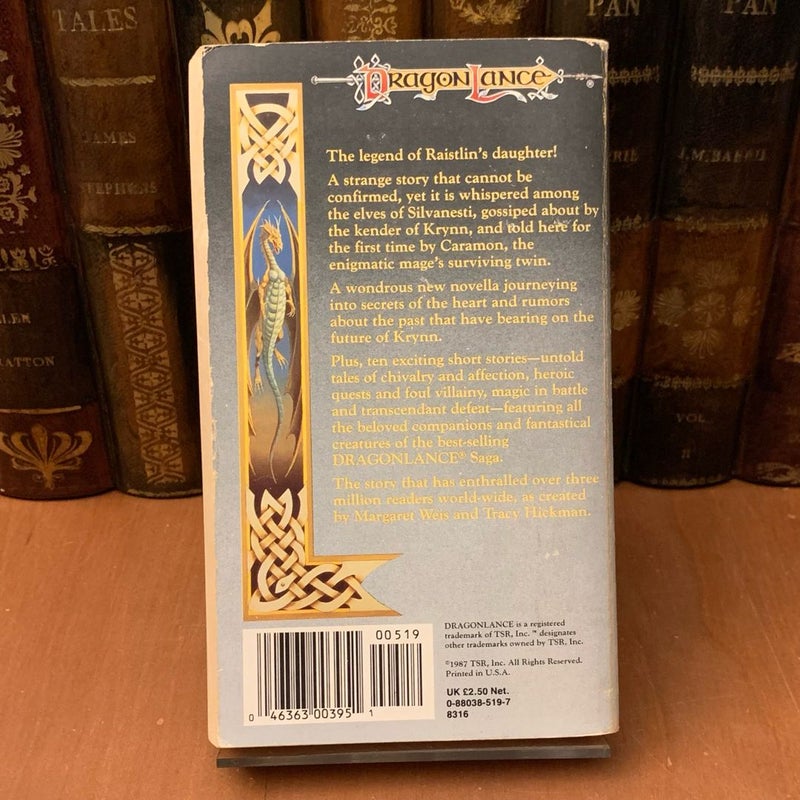 TALES
JAMES
STEPHENS
PAN
PAN
J.M. BARRIE
VOL.
II
DRAGONLANCE
®
The legend of Raistlin's daughter!
A strange story that cannot be
confirmed, yet it is whispered among
the elves of Silvanesti, gossiped about by
the kender of Krynn, and told here for
the first time by Caramon, the
enigmatic mage's surviving twin.
A wondrous new novella journeying
into secrets of the heart and rumors
about the past that have bearing on the
future of Krynn.
Plus, ten exciting short stories—untold
tales of chivalry and affection, heroic
quests and foul villainy, magic in battle
and transcendant defeat—featuring all
the beloved companions and fantastical
creatures of the best-selling
DRAGONLANCE® Saga.
The story that has enthralled over three
million readers world-wide, as created
by Margaret Weis and Tracy Hickman.
00519
0 46363 00395 1
DRAGONLANCE is a registered
trademark of TSR, Inc. ™ designates
other trademarks owned by TSR, Inc.
©1987 TSR, Inc. All Rights Reserved.
Printed in U.S.A.
UK £2.50 Net.
0-88038-519-7
8316